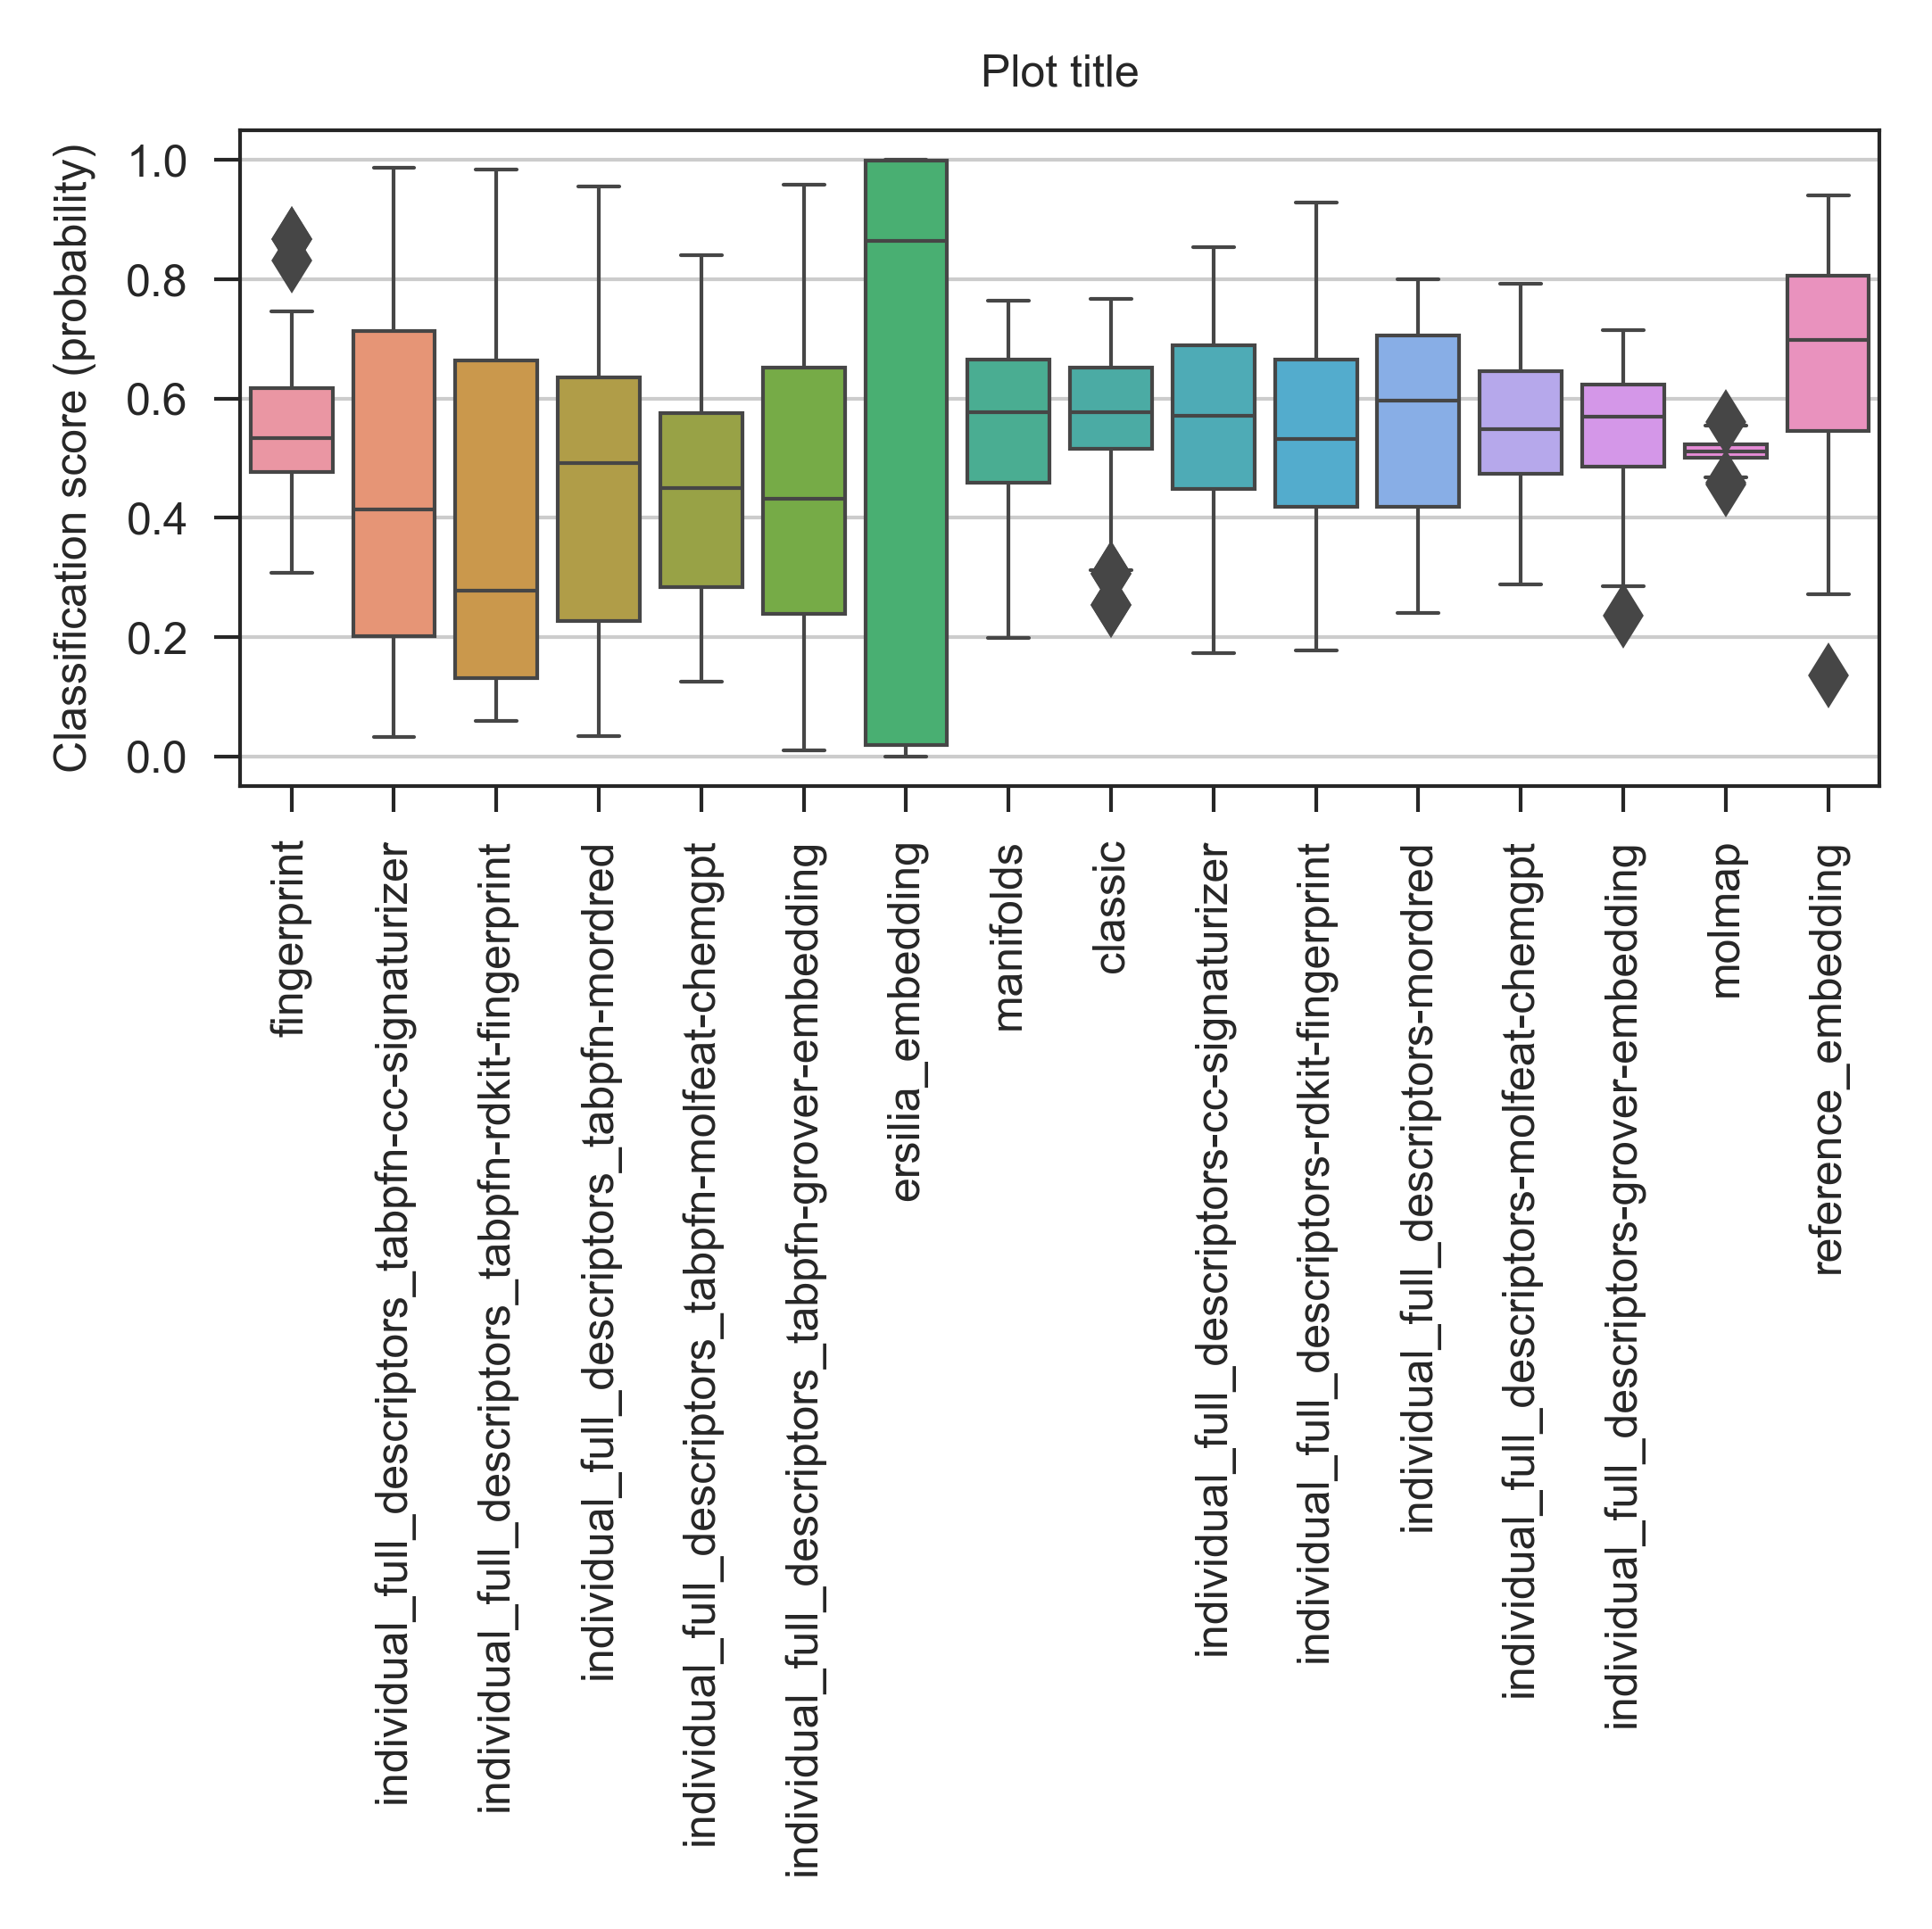 Plot title
Classification score (probability)
1.0
0.8
0.6
0.4
0.2
0.0
fingerprint
individual_full_descriptors_tabpfn-cc-signaturizer
individual_full_descriptors_tabpfn-rdkit-fingerprint
individual_full_descriptors_tabpfn-mordred
individual_full_descriptors_tabpfn-molfeat-chemgpt
individual_full_descriptors_tabpfn-grover-embedding
ersilia_embedding
manifolds
classic
individual_full_descriptors-cc-signaturizer
individual_full_descriptors-rdkit-fingerprint
individual_full_descriptors-mordred
individual_full_descriptors-molfeat-chemgpt
individual_full_descriptors-grover-embedding
molmap
reference_embedding